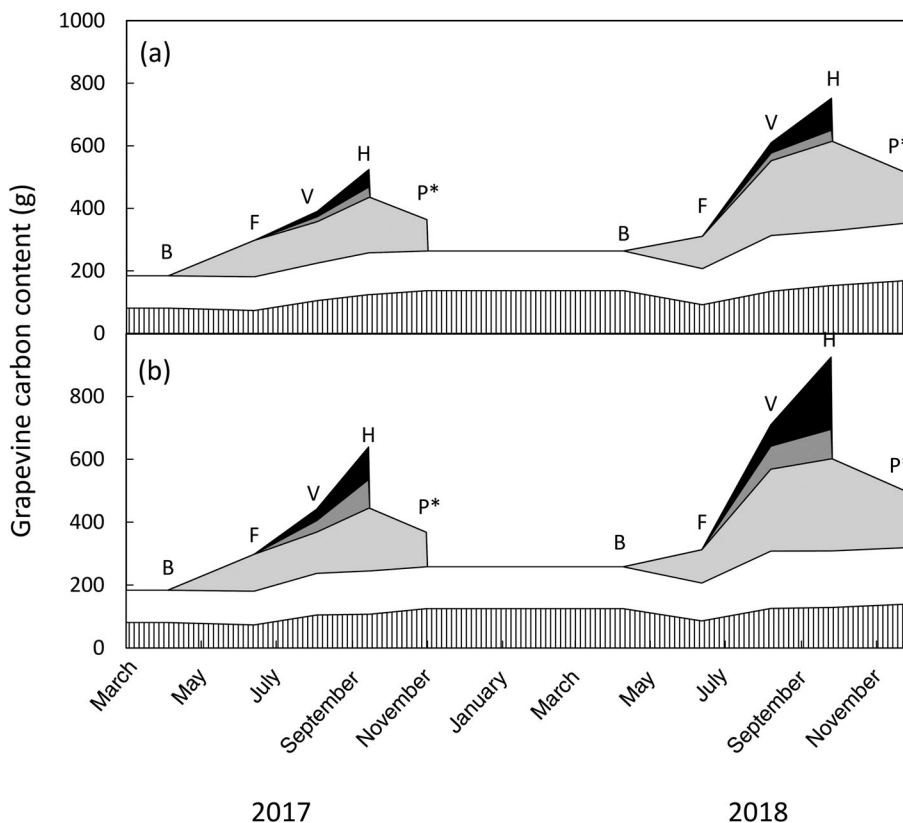 1000
(a)
800
H
V
600
H
P*
400
V
F
P*
F
B
B
200
0
(b)
H
800
V
600
H
V
P*
P*
400
F
F
B
B
200
0
Grapevine carbon content (g)
March
May
July
September
November
January
March
May
July
September
November
2017
2018